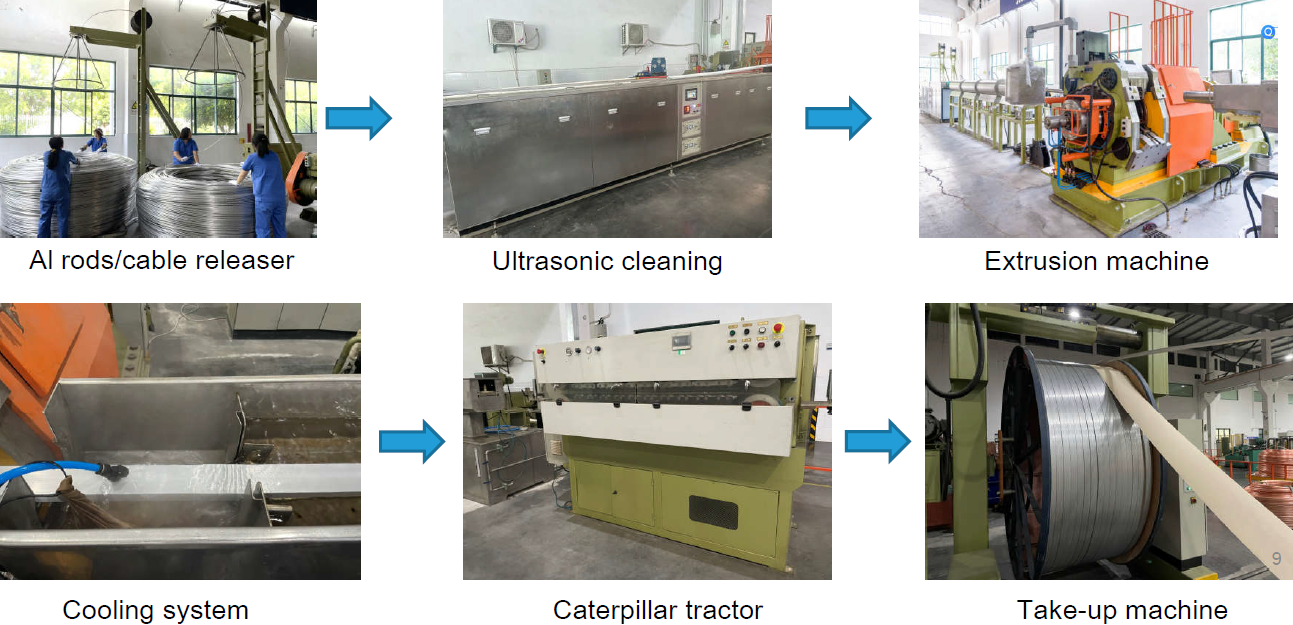 Al rods/cable releaser
Ultrasonic cleaning
Extrusion machine
Cooling system
Caterpillar tractor
Take-up machine
9